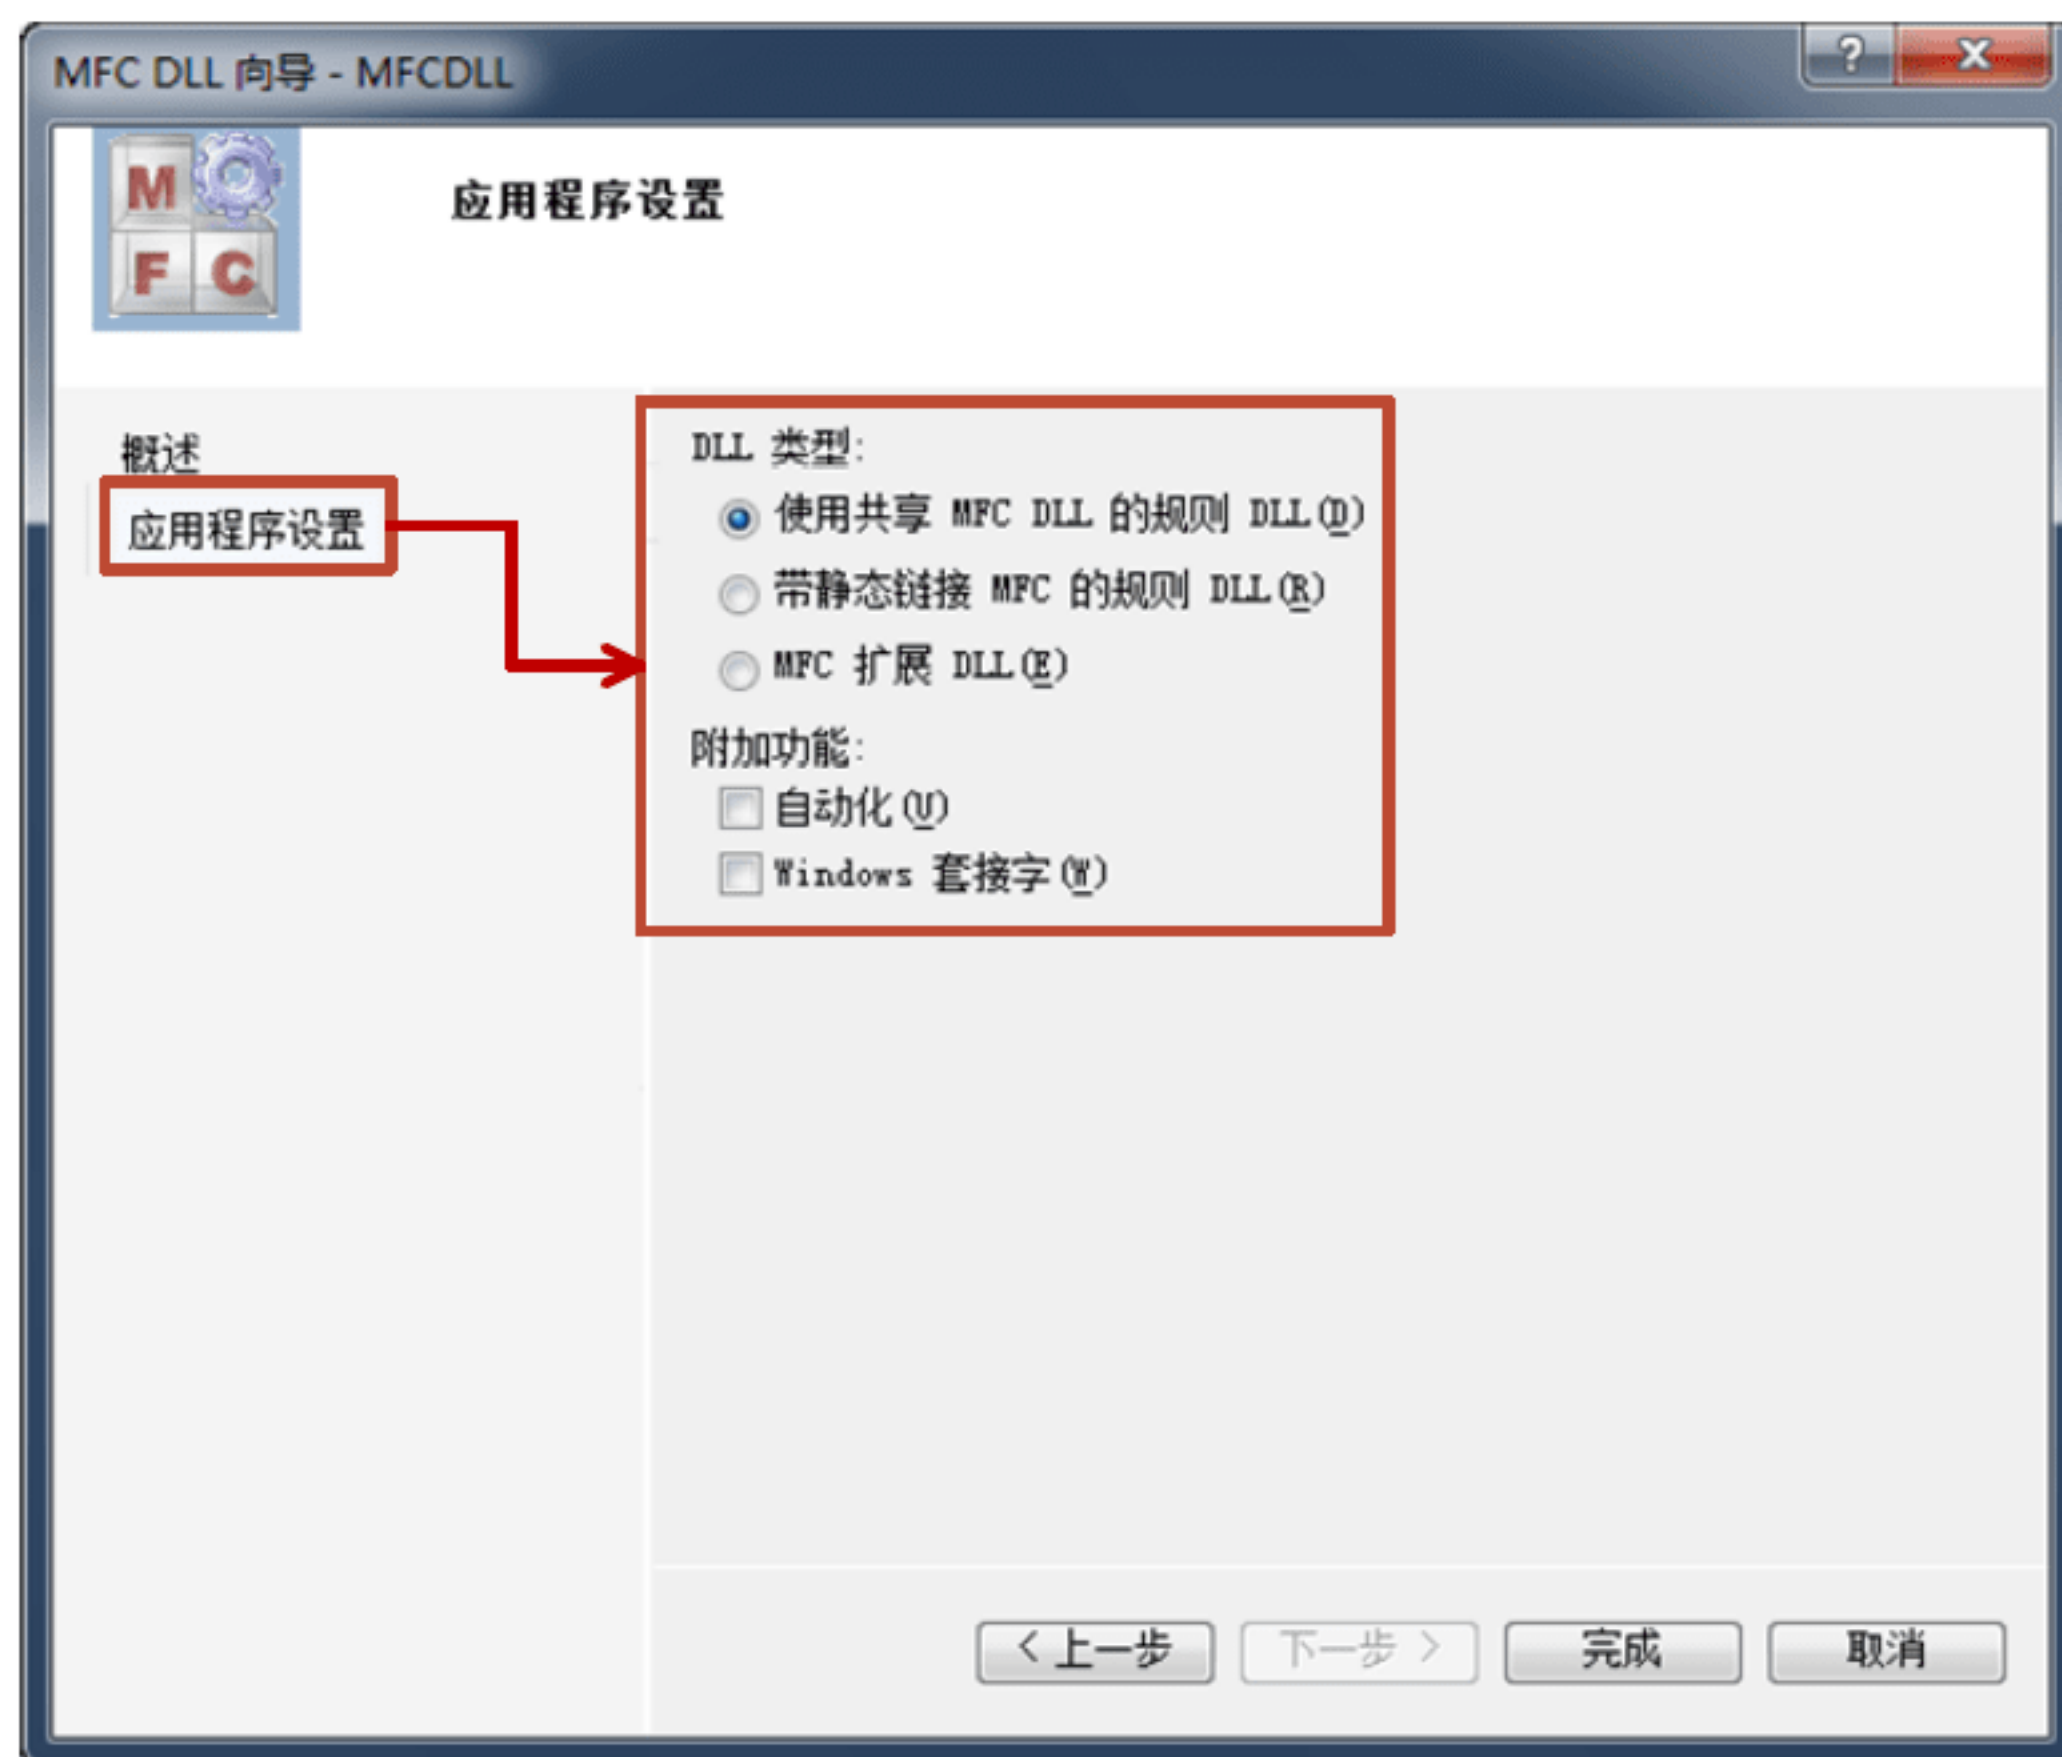 MFC DLL 向导 - MFCDLL
M
F C
应用程序设置
概述
应用程序设置
DLL 类型:
使用共享 MFC DLL 的规则 DLL(D)
带静态链接 MFC 的规则 DLL(R)
MFC 扩展 DLL(E)
附加功能:
自动化(U)
Windows 套接字(W)
< 上一步
下一步 >
完成
取消